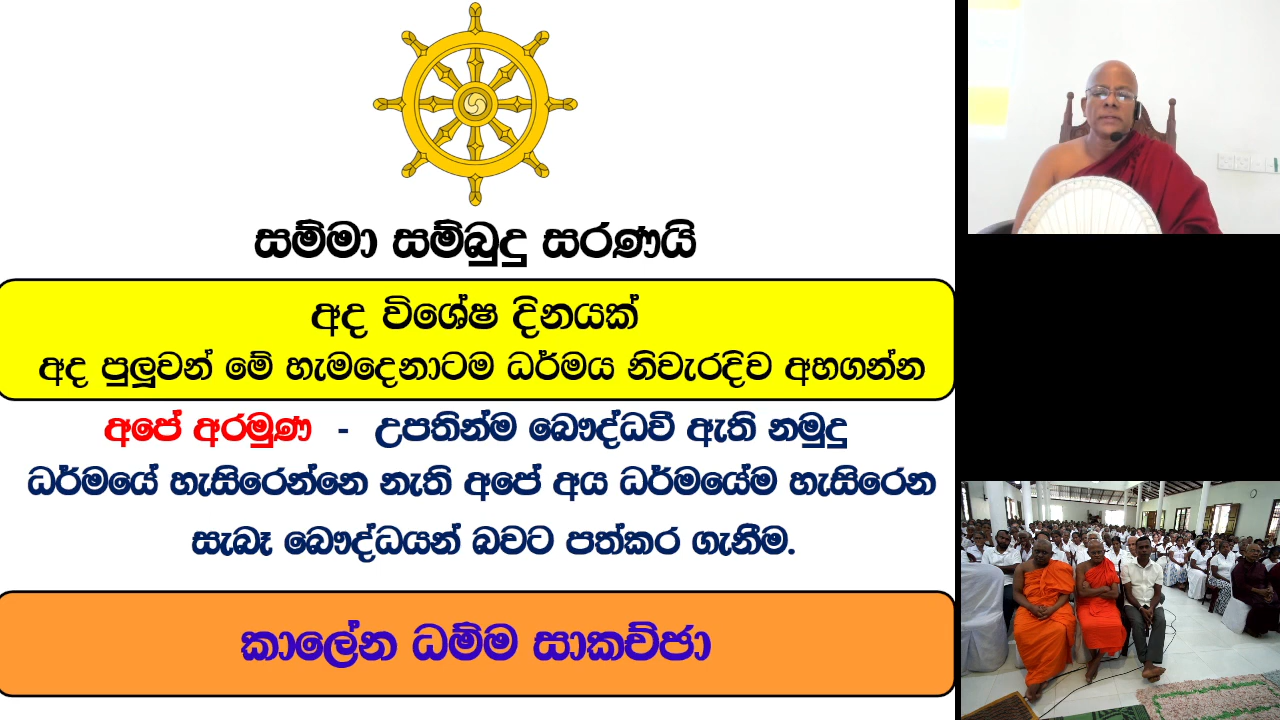 සම්මා සම්බුදු සරණයි
අද විශේෂ දිනයක්
අද පුලුවන් මේ හැමදෙනාටම ධර්මය නිවැරදිව අහගන්න
අපේ අරමුණ - උපතින්ම බෞද්ධවී ඇති නමුදු
ධර්මයේ හැසිරෙන්නෙ නැති අපේ අය ධර්මයේම හැසිරෙන
සැබෑ බෞද්ධයන් බවට පත්කර ගැනීම.
කාලේන ධම්ම සාකච්ඡා